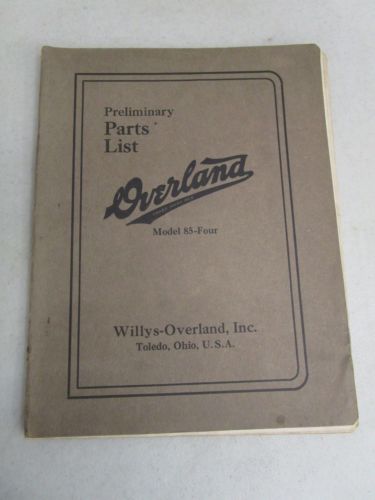 Preliminary
Parts
List
Overland
Model 85-Four
Willys-Overland, Inc.
Toledo, Ohio, U.S.A.